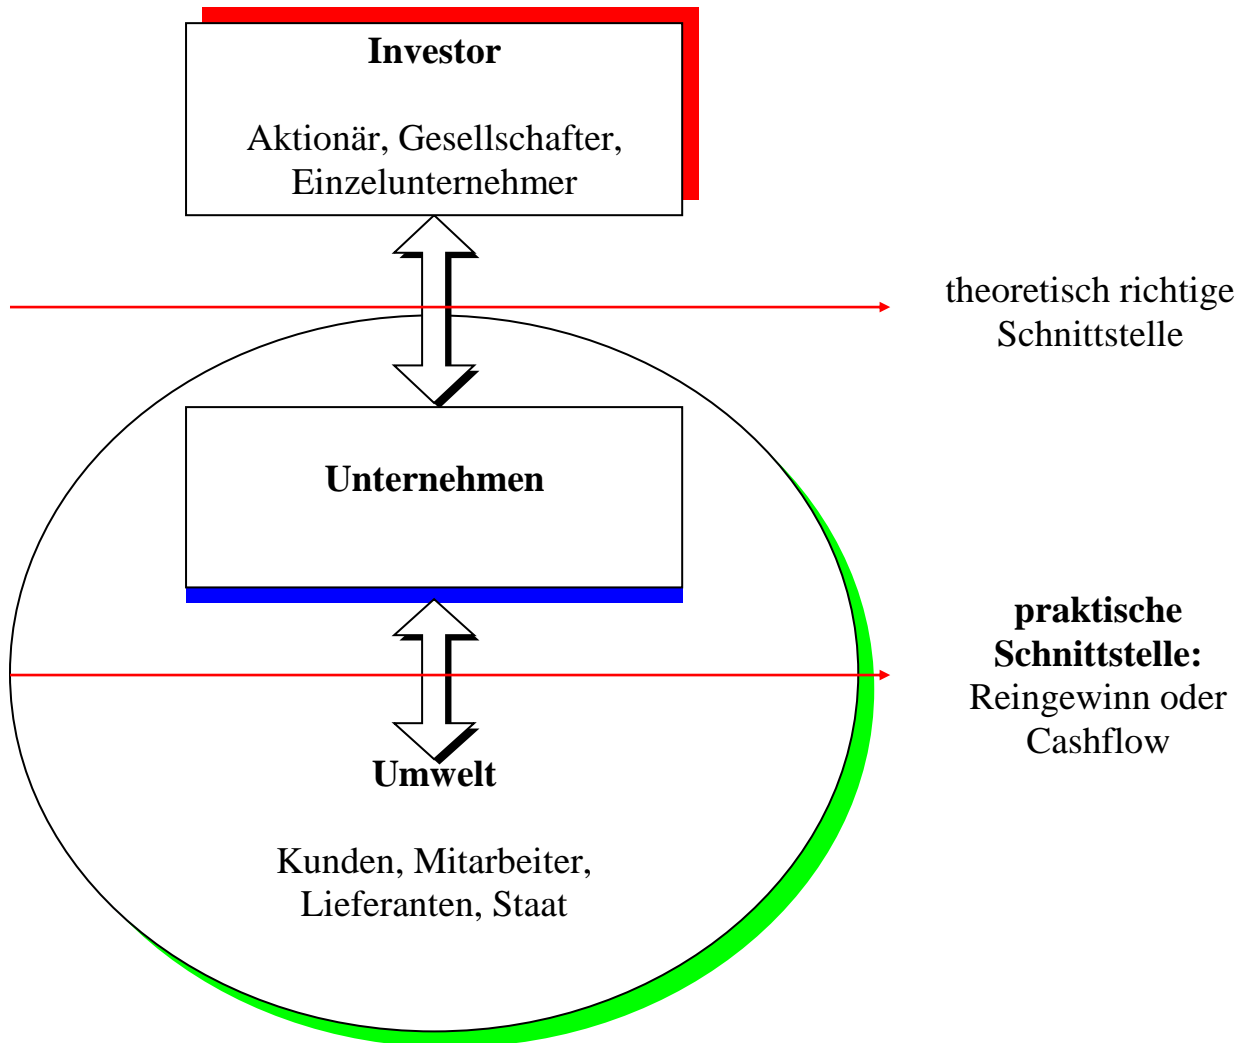 Investor
Aktionär, Gesellschafter,
Einzelunternehmer
theoretisch richtige
Schnittstelle
Unternehmen
praktische
Schnittstelle:
Reingewinn oder
Cashflow
Umwelt
Kunden, Mitarbeiter,
Lieferanten, Staat